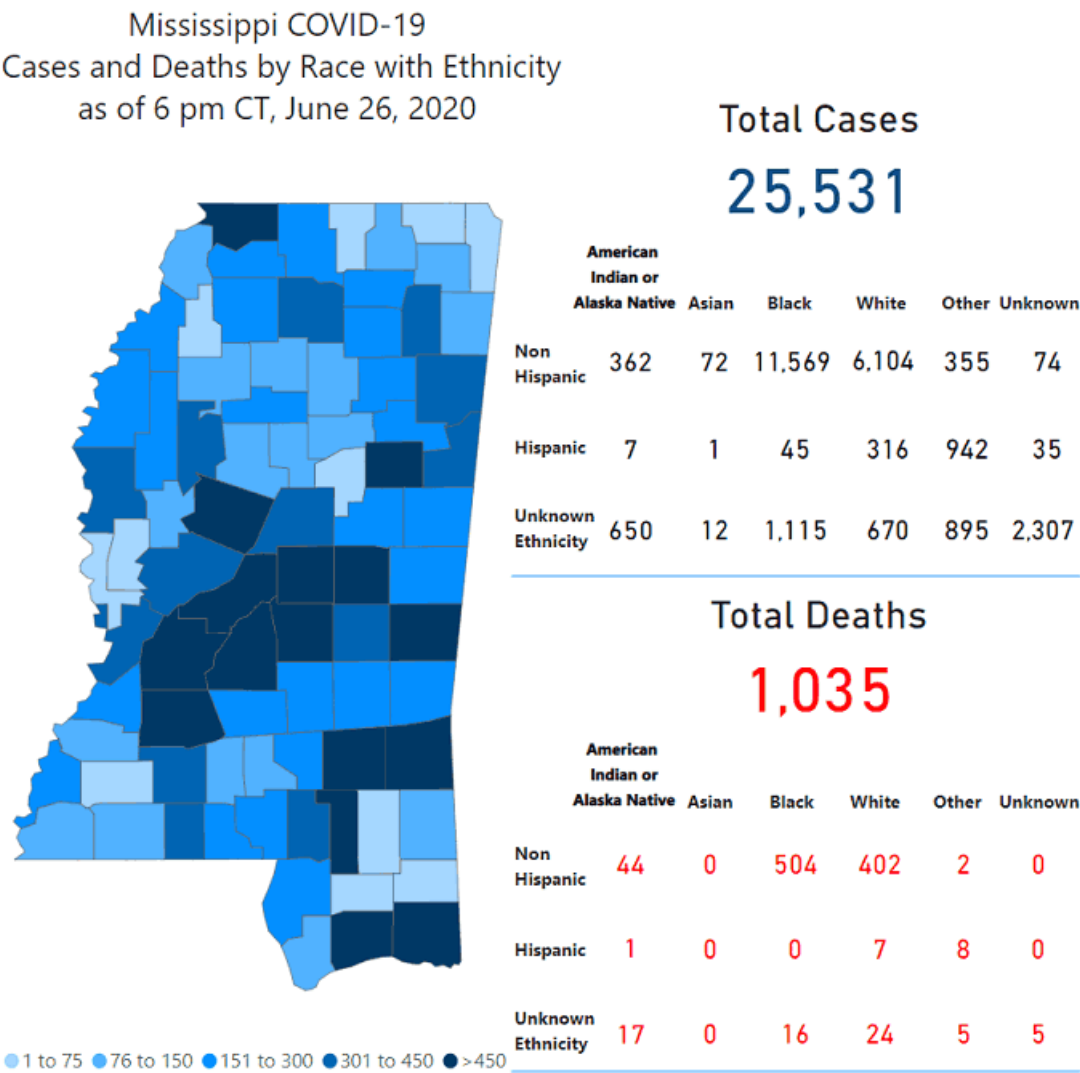 Mississippi COVID-19
Cases and Deaths by Race with Ethnicity
as of 6 pm CT, June 26, 2020
Total Cases
25,531
American
Indian or
Alaska Native Asian Black White Other Unknown
Non
Hispanic 362 72 11,569 6,104 355 74
Hispanic 7 1 45 316 942 35
Unknown
Ethnicity 650 12 1,115 670 895 2,307
Total Deaths
1,035
American
Indian or
Alaska Native Asian Black White Other Unknown
Non
Hispanic 44 0 504 402 2 0
Hispanic 1 0 0 7 8 0
Unknown
Ethnicity 17 0 16 24 5 5
1 to 75 76 to 150 151 to 300 301 to 450 >450